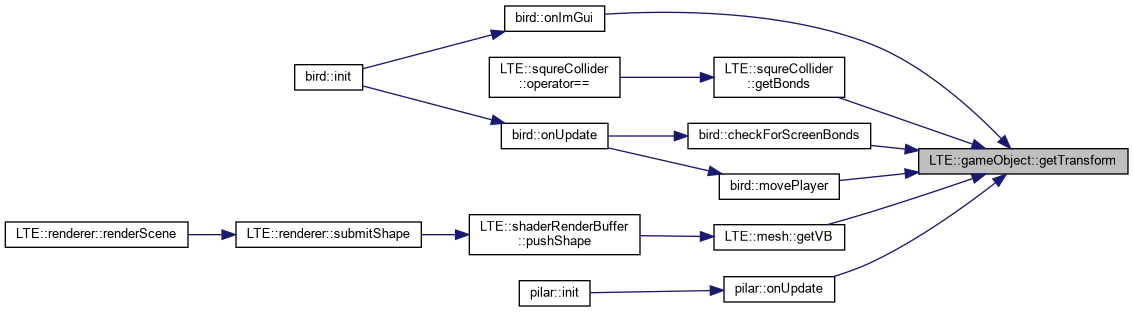 bird::onImGui
bird::init
LTE::squreCollider
::operator==
LTE::squreCollider
::getBonds
bird::onUpdate
bird::checkForScreenBonds
LTE::gameObject::getTransform
bird::movePlayer
LTE::renderer::renderScene
LTE::renderer::submitShape
LTE::shaderRenderBuffer
::pushShape
LTE::mesh::getVB
pilar::init
pilar::onUpdate